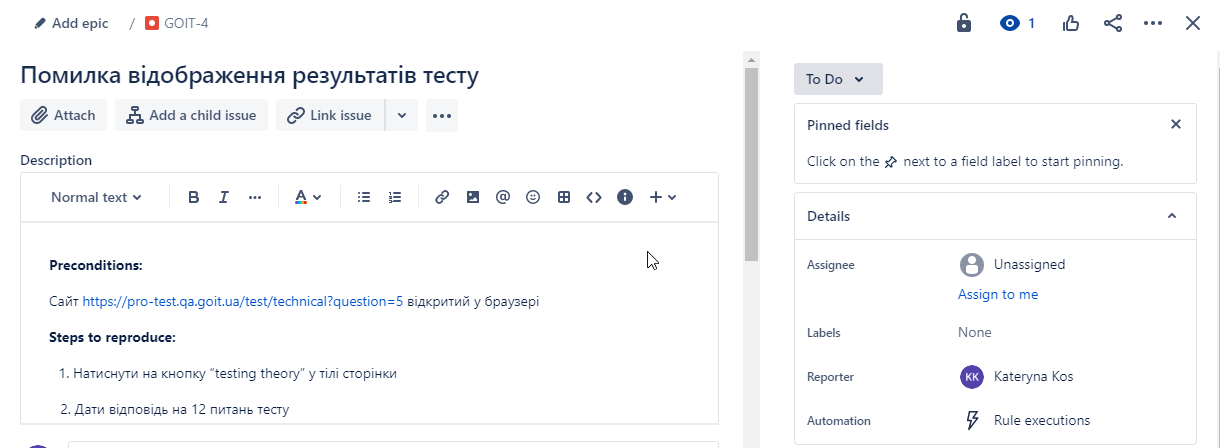 Add epic / GOIT-4
1
Помилка відображення результатів тесту
Attach
Add a child issue
Link issue
Description
Normal text
B I ... A
Preconditions:
Сайт https://pro-test.qa.goit.ua/test/technical?question=5 відкритий у браузері
Steps to reproduce:
1. Натиснути на кнопку “testing theory” у тілі сторінки
2. Дати відповідь на 12 питань тесту
To Do
Pinned fields
Click on the next to a field label to start pinning.
Details
Assignee
Unassigned
Assign to me
Labels
None
Reporter
KK Kateryna Kos
Automation
Rule executions